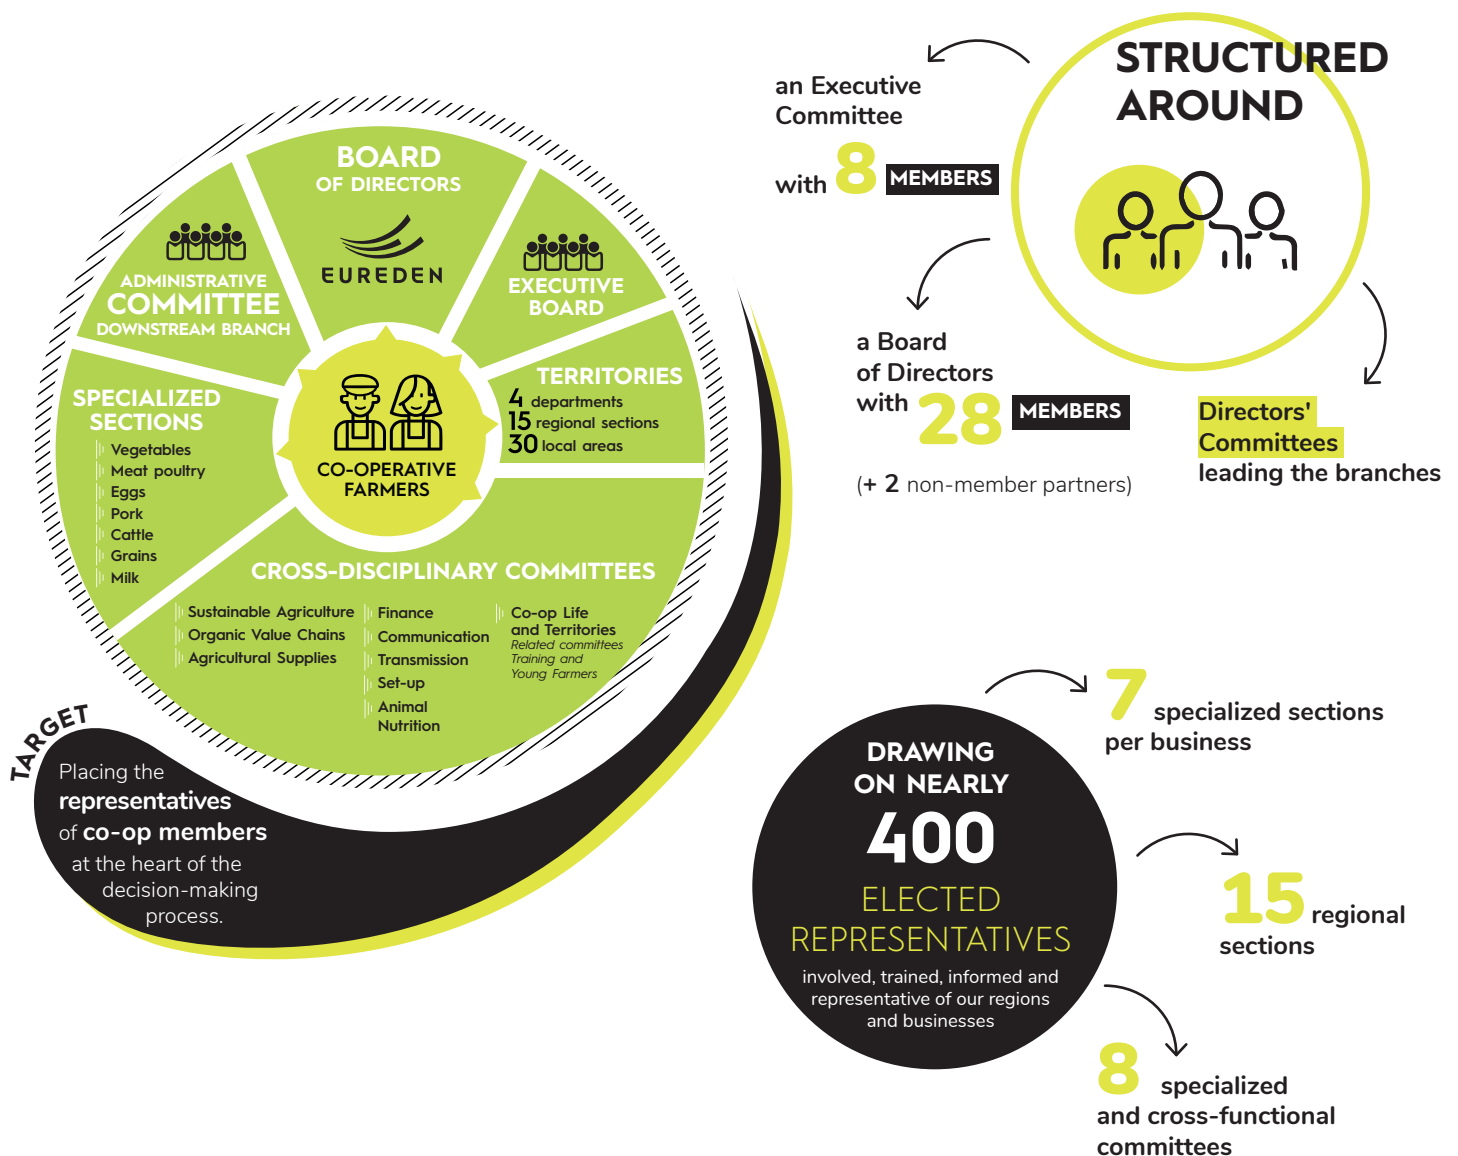 BOARD
OF DIRECTORS
EUREDEN
ADMINISTRATIVE
COMMITTEE
DOWNSTREAM BRANCH
EXECUTIVE
BOARD
TERRITORIES
4 departments
15 regional sections
30 local areas
SPECIALIZED
SECTIONS
Vegetables
Meat poultry
Eggs
Pork
Cattle
Grains
Milk
CO-OPERATIVE
FARMERS
CROSS-DISCIPLINARY COMMITTEES
Sustainable Agriculture
Organic Value Chains
Agricultural Supplies
Finance
Communication
Transmission
Set-up
Animal
Nutrition
Co-op Life
and Territories
Related committees
Training and
Young Farmers
TARGET
Placing the
representatives
of co-op members
at the heart of the
decision-making
process.
STRUCTURED
AROUND
an Executive
Committee
with 8 MEMBERS
a Board
of Directors
with 28 MEMBERS
(+ 2 non-member partners)
Directors'
Committees
leading the branches
DRAWING
ON NEARLY
400
ELECTED
REPRESENTATIVES
involved, trained, informed and
representative of our regions
and businesses
7 specialized sections
per business
15 regional
sections
8 specialized
and cross-functional
committees